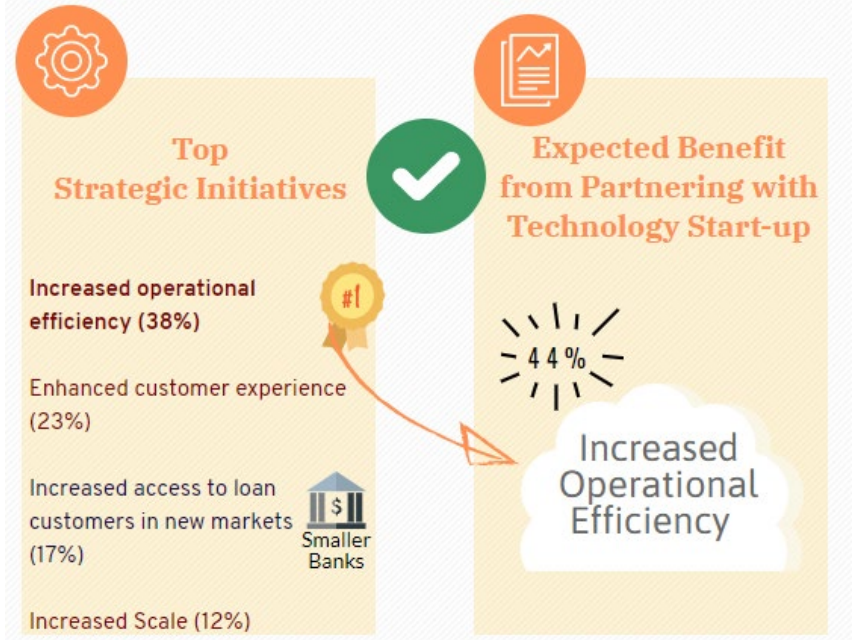 Top
Strategic Initiatives
Increased operational
efficiency (38%)
#1
Enhanced customer experience
(23%)
Increased access to loan
customers in new markets
(17%)
$
Smaller
Banks
Increased Scale (12%)
Expected Benefit
from Partnering with
Technology Start-up
44%
Increased
Operational
Efficiency